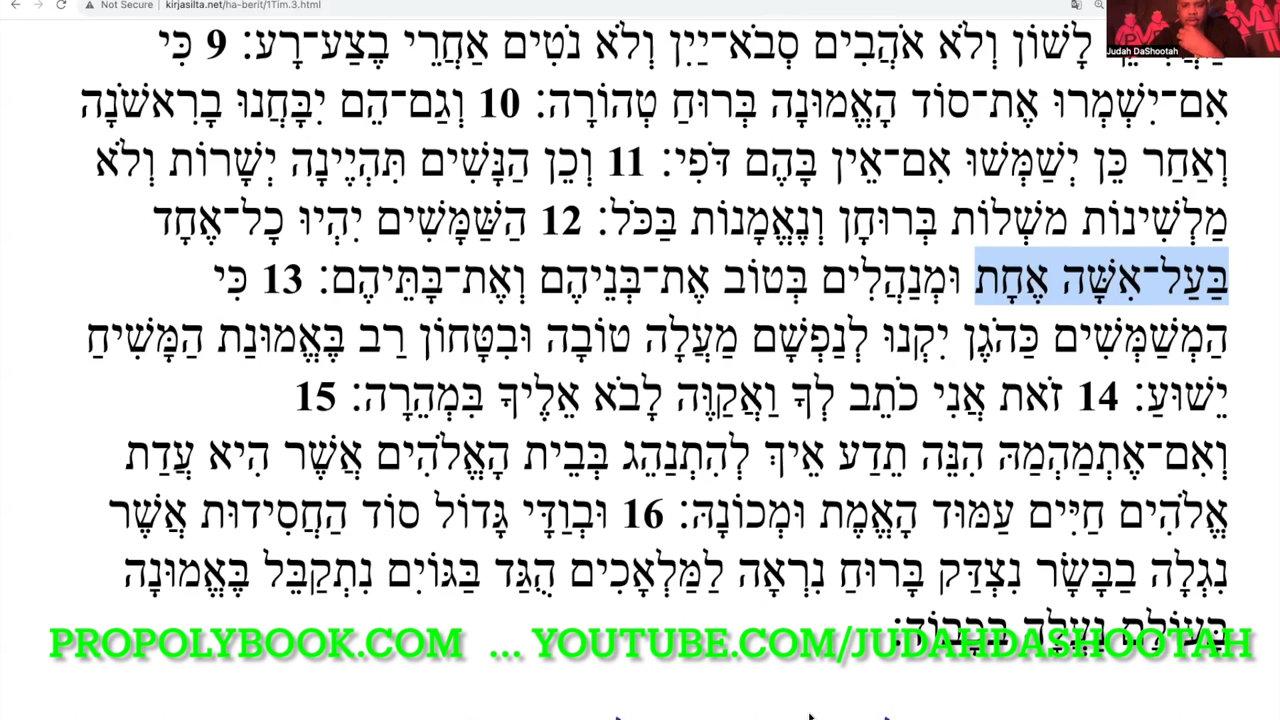 Not Secure kirjasilta.net/ha-berit/1Tim.3.html
Judah DaShootah
לָשׁוֹן וְלֹא אֹהֲבִים סְבֹא־יַיִן וְלֹא נֹטִים אַחֲרֵי בֶצַע־רָע׃ 9 כִּי
אִם־יִשְׁמְרוּ אֶת־סוֹד הָאֱמוּנָה בְּרוּחַ טְהוֹרָה׃ 10 וְגַם־הֵם יִבָּחֲנוּ בָרִאשֹׁנָה
וְאַחַר כֵּן יְשַׁמְּשׁוּ אִם־אֵין בָּהֶם דֹּפִי׃ 11 וְכֵן הַנָּשִׁים תִּהְיֶינָה יְשָׁרוֹת וְלֹא
מַלְשִׁינוֹת מֹשְׁלוֹת בְּרוּחָן וְנֶאֱמָנוֹת בַּכֹּל׃ 12 הַשַּׁמָּשִׁים יִהְיוּ כָל־אֶחָד
בַּעַל־אִשָּׁה אֶחָת וּמְנַהֲלִים בְּטוֹב אֶת־בְּנֵיהֶם וְאֶת־בָּתֵּיהֶם׃ 13 כִּי
הַמְשַׁמְּשִׁים כַּהֹגֶן יִקְנוּ לְנַפְשָׁם מַעֲלָה טוֹבָה וּבִטָּחוֹן רַב בֶּאֱמוּנַת הַמָּשִׁיחַ
יֵשׁוּעַ׃ 14 זֹאת אֲנִי כֹתֵב לְךָ וַאֲקַוֶּה לָבֹא אֵלֶיךָ בִּמְהֵרָה׃ 15
וְאִם־אֶתְמַהְמַהּ הִנֵּה תֵדַע אֵיךְ לְהִתְנַהֵג בְּבֵית הָאֱלֹהִים אֲשֶׁר הִיא עֲדַת
אֱלֹהִים חַיִּים עַמּוּד הָאֱמֶת וּמְכוֹנָהּ׃ 16 וּבְוַדָּי גָּדוֹל סוֹד הַחֲסִידוּת אֲשֶׁר
נִגְלָה בַבָּשָׂר נִצְדַּק בָּרוּחַ נִרְאָה לַמַּלְאָכִים הֻגַּד בַּגּוֹיִם נִתְקַבֵּל בֶּאֱמוּנָה
בָּעוֹלָם וְנַעֲלָה בְּכָבוֹד׃
PROPOLYBOOK.COM ... YOUTUBE.COM/JUDAHDASHOOTAH